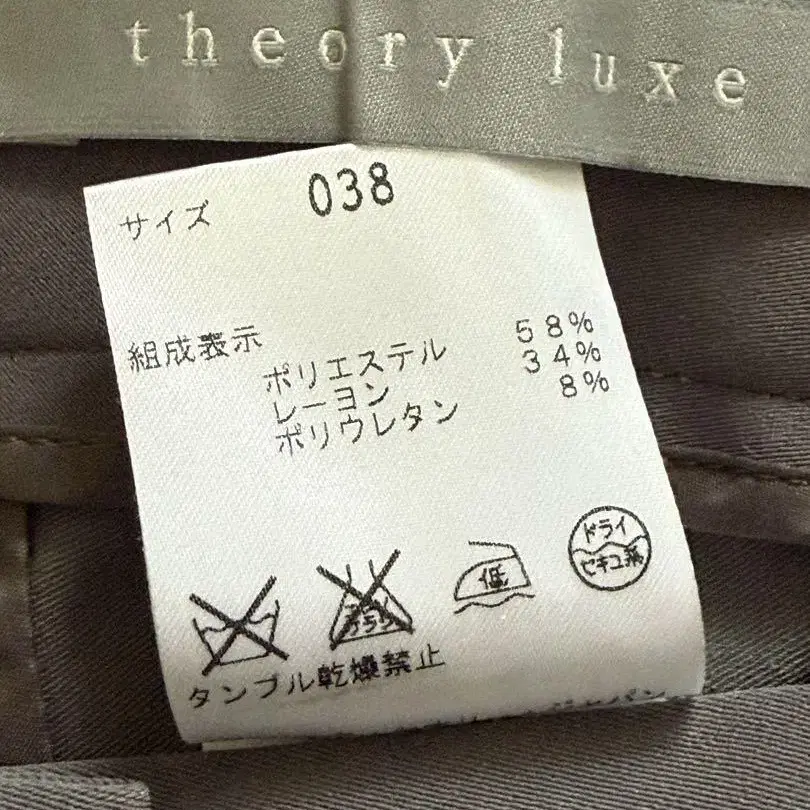 theory luxe
サイズ 038
組成表示
ポリエステル 58%
レーヨン 34%
ポリウレタン 8%
低
ドライ
セキユ系
タンブル乾燥禁止